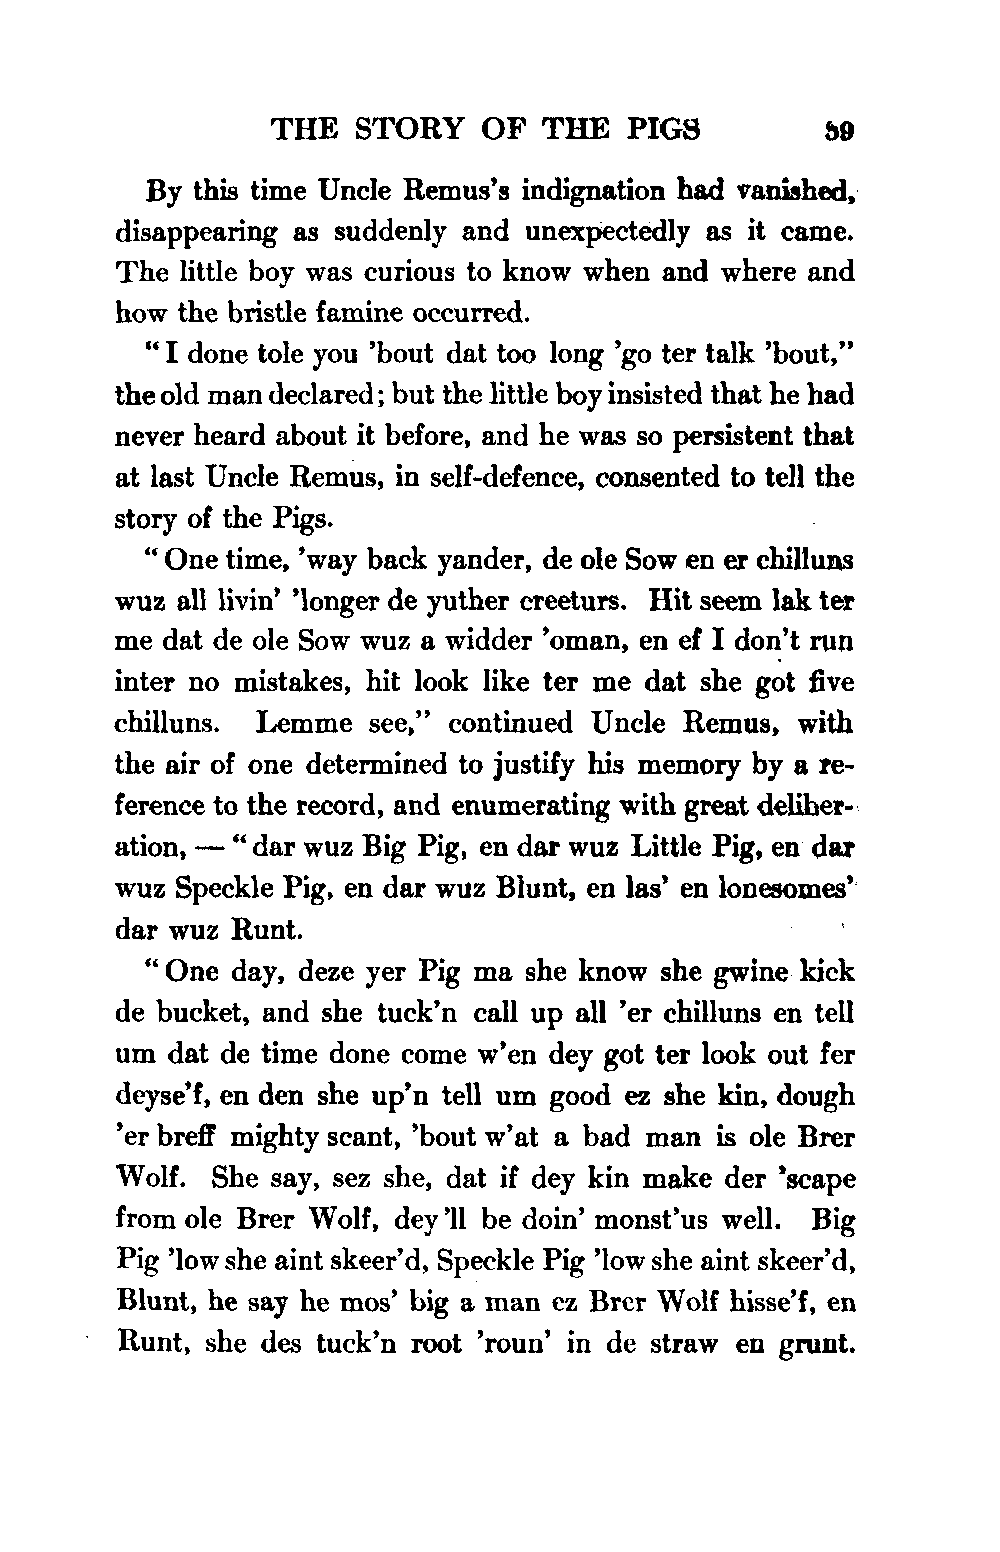 THE STORY OF THE PIGS 59
By this time Uncle Remus's indignation had vanished,
disappearing as suddenly and unexpectedly as it came.
The little boy was curious to know when and where and
how the bristle famine occurred.
“ I done tole you ’bout dat too long ’go ter talk ’bout,”
the old man declared; but the little boy insisted that he had
never heard about it before, and he was so persistent that
at last Uncle Remus, in self-defence, consented to tell the
story of the Pigs.
“ One time, ’way back yander, de ole Sow en er chilluns
wuz all livin’ ’longer de yuther creeturs. Hit seem lak ter
me dat de ole Sow wuz a widder ’oman, en ef I don’t run
inter no mistakes, hit look like ter me dat she got five
chilluns. Lemme see,” continued Uncle Remus, with
the air of one determined to justify his memory by a re-
ference to the record, and enumerating with great deliber-
ation, — “ dar wuz Big Pig, en dar wuz Little Pig, en dar
wuz Speckle Pig, en dar wuz Blunt, en las’ en lonesomes’
dar wuz Runt.
“ One day, deze yer Pig ma she know she gwine kick
de bucket, and she tuck’n call up all ’er chilluns en tell
um dat de time done come w’en dey got ter look out fer
deyse’f, en den she up’n tell um good ez she kin, dough
’er breff mighty scant, ’bout w’at a bad man is ole Brer
Wolf. She say, sez she, dat if dey kin make der ’scape
from ole Brer Wolf, dey ’ll be doin’ monst’us well. Big
Pig ’low she aint skeer’d, Speckle Pig ’low she aint skeer’d,
Blunt, he say he mos’ big a man ez Brer Wolf hisse’f, en
Runt, she des tuck’n root ’roun’ in de straw en grunt.